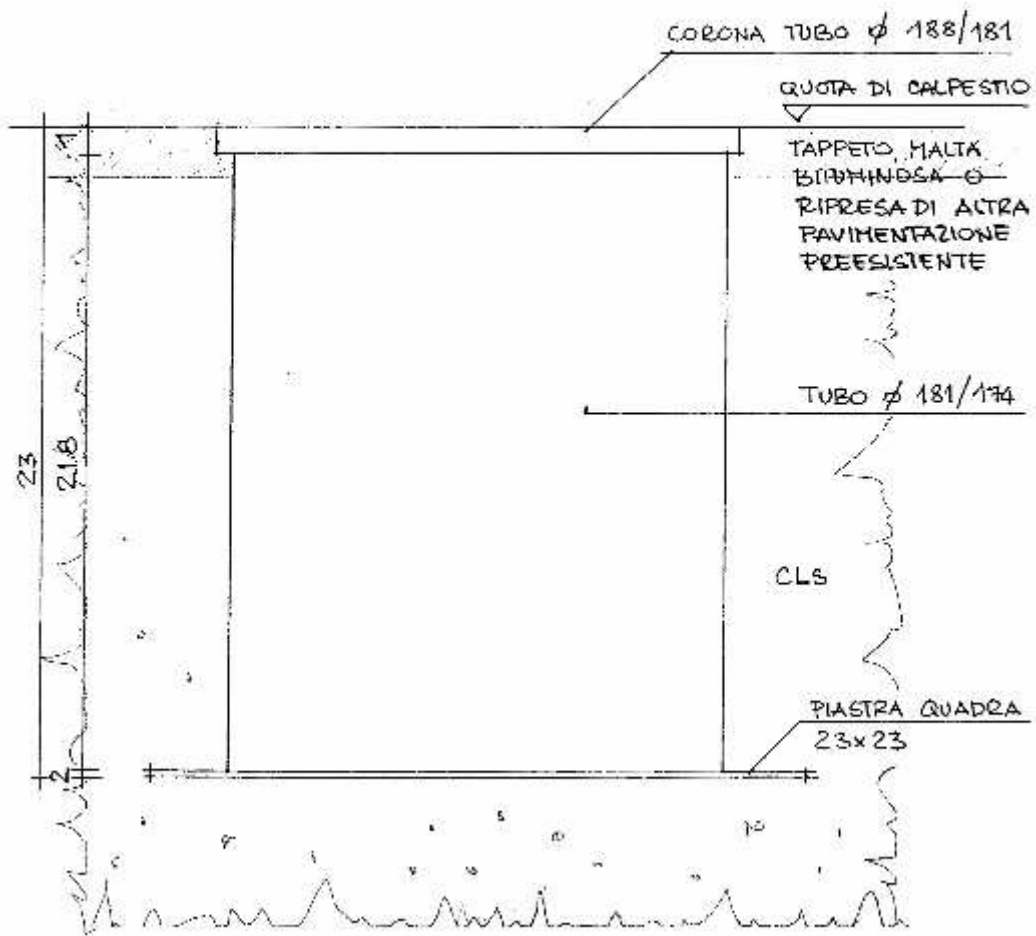 CORONA TUBO ø 188/181
QUOTA DI CALPESTIO
TAPPETO, MALTA
BITUMINOSA O
RIPRESA DI ALTRA
PAVIMENTAZIONE
PREESISTENTE
1
23
21.8
TUBO ø 181/174
CLS
PIASTRA QUADRA
23x23
2